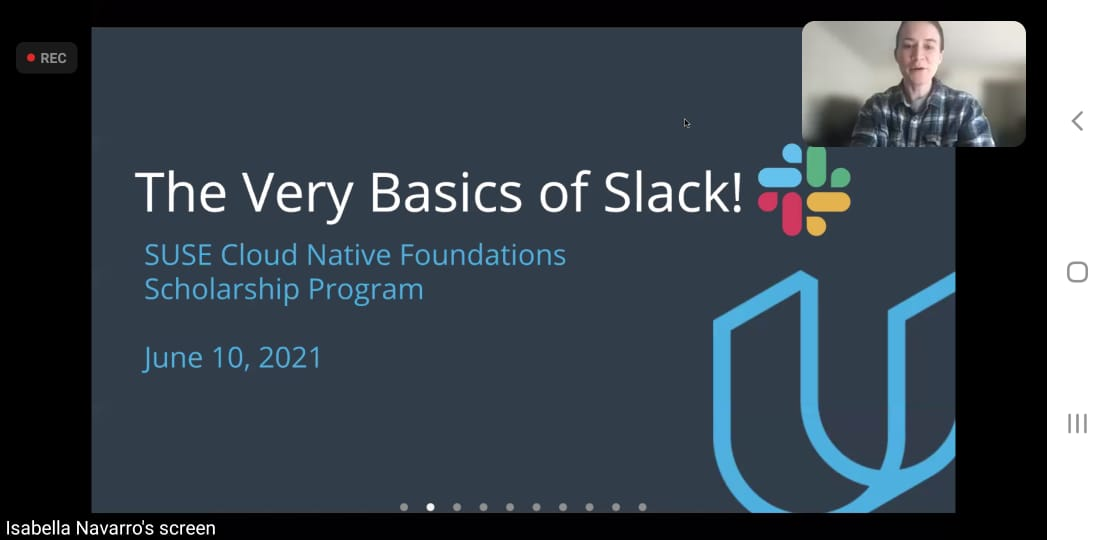 REC
The Very Basics of Slack!
SUSE Cloud Native Foundations
Scholarship Program
June 10, 2021
Isabella Navarro's screen